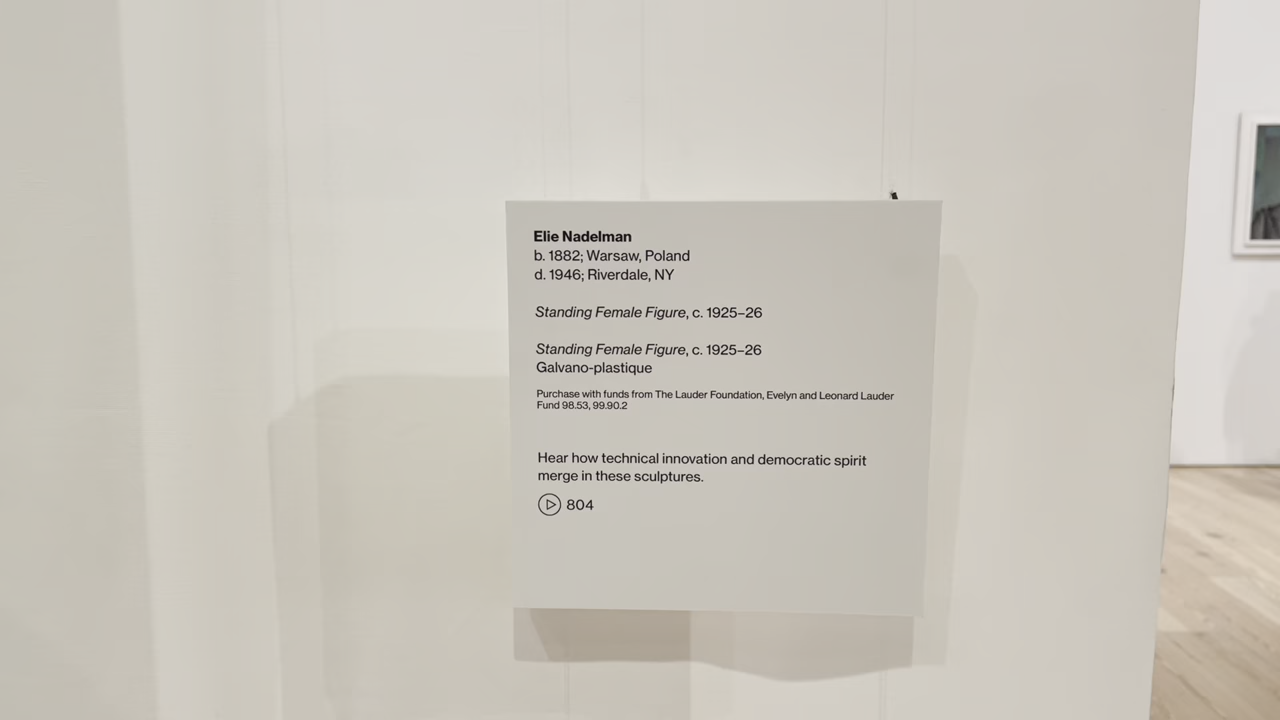 Elie Nadelman
b. 1882; Warsaw, Poland
d. 1946; Riverdale, NY
Standing Female Figure, c. 1925–26
Standing Female Figure, c. 1925–26
Galvano-plastique
Purchase with funds from The Lauder Foundation, Evelyn and Leonard Lauder
Fund 98.53, 99.90.2
Hear how technical innovation and democratic spirit
merge in these sculptures.
804